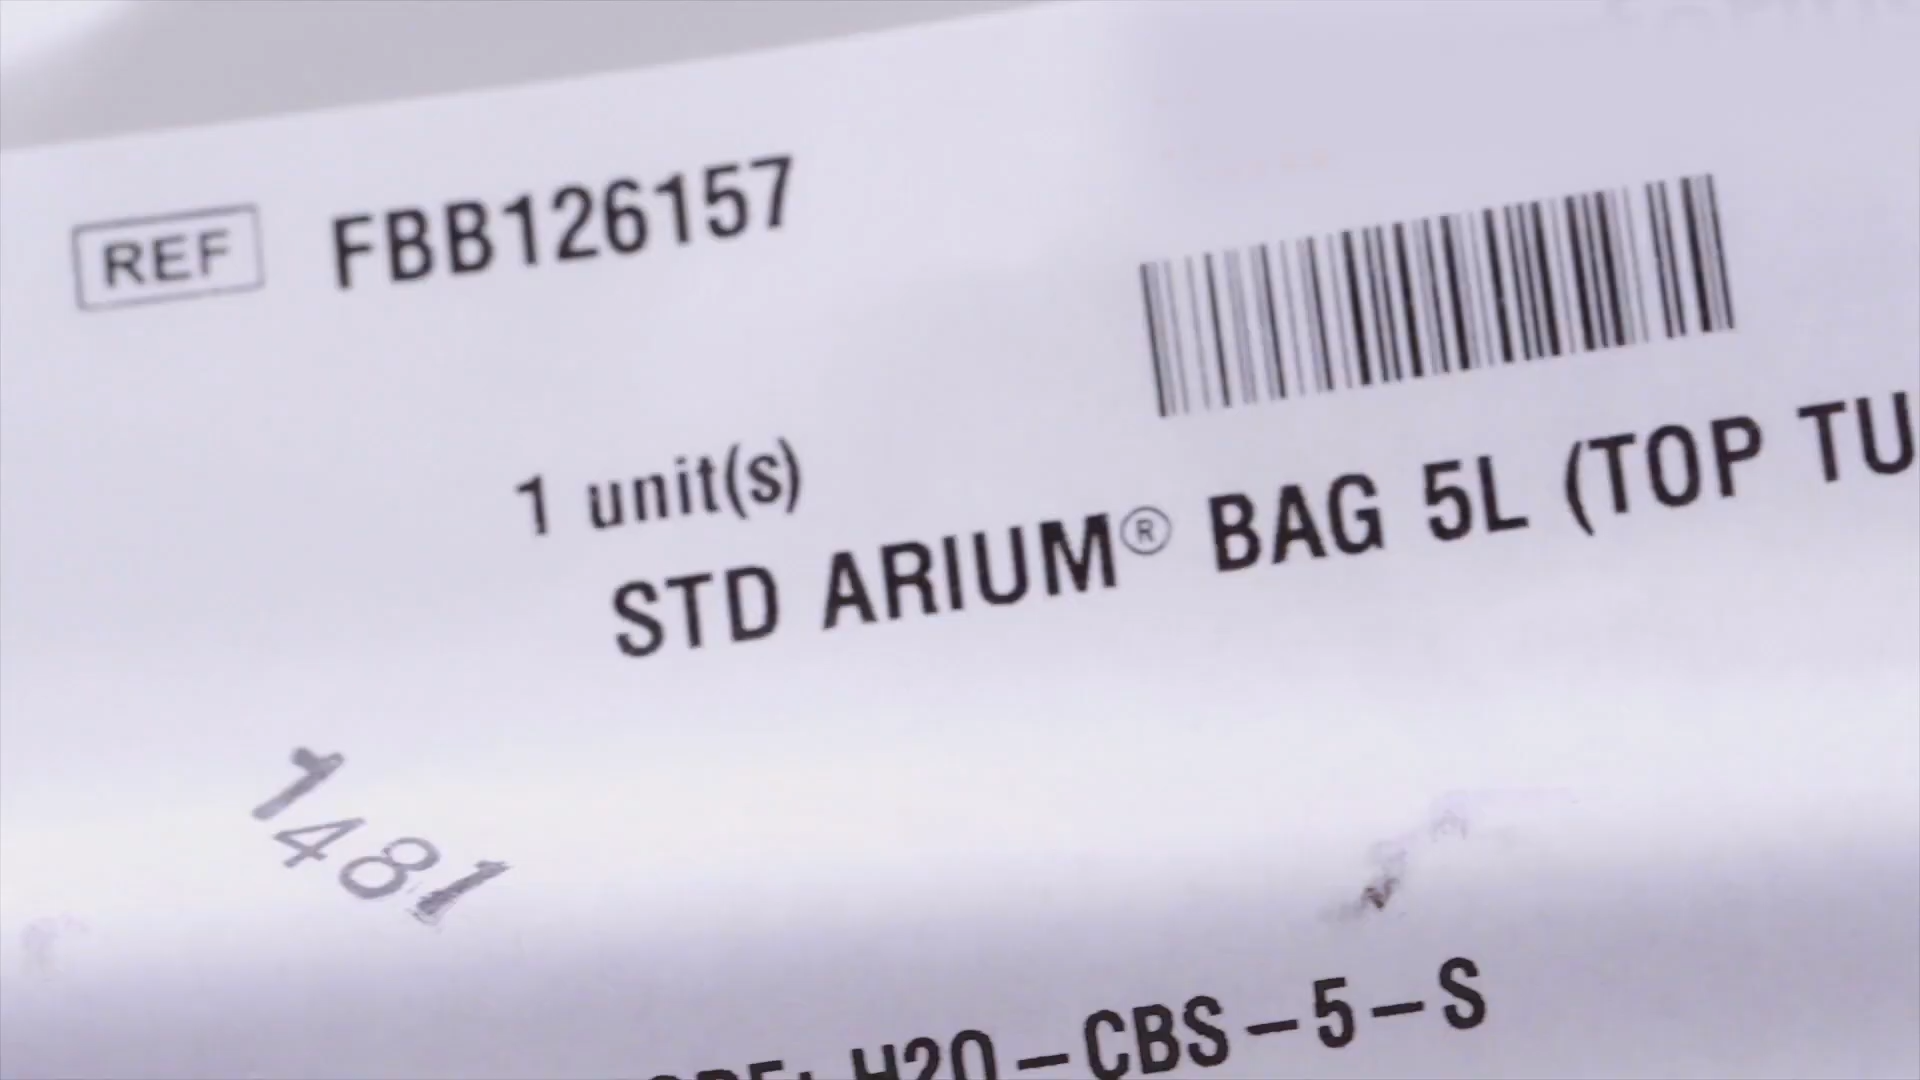 REF FBB126157
1 unit(s)
STD ARIUM® BAG 5L (TOP TU
1481
H2O-CBS-5-S